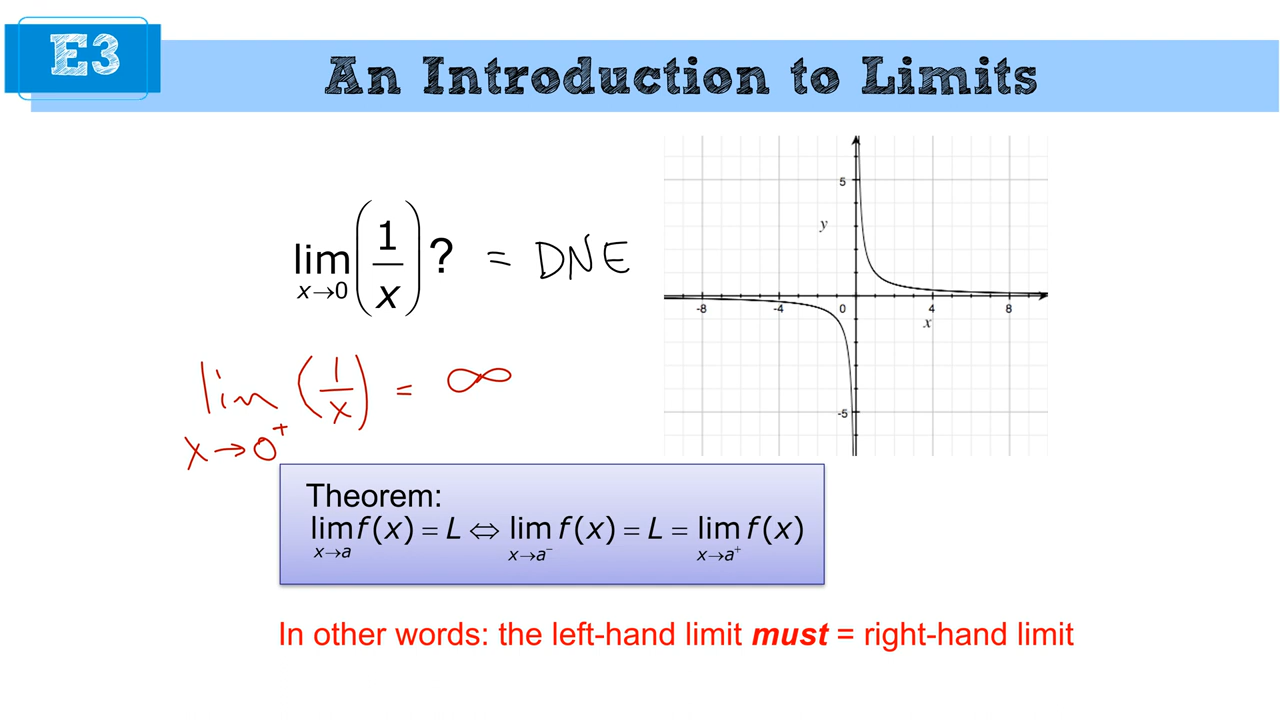 E3
An Introduction to Limits
lim x→0 (1/x)? = DNE
5
y
-8 -4 0 4 8
x
-5
lim x→0⁺ (1/x) = ∞
Theorem:
lim x→a f(x) = L ⇔ lim x→a⁻ f(x) = L = lim x→a⁺ f(x)
In other words: the left-hand limit must = right-hand limit